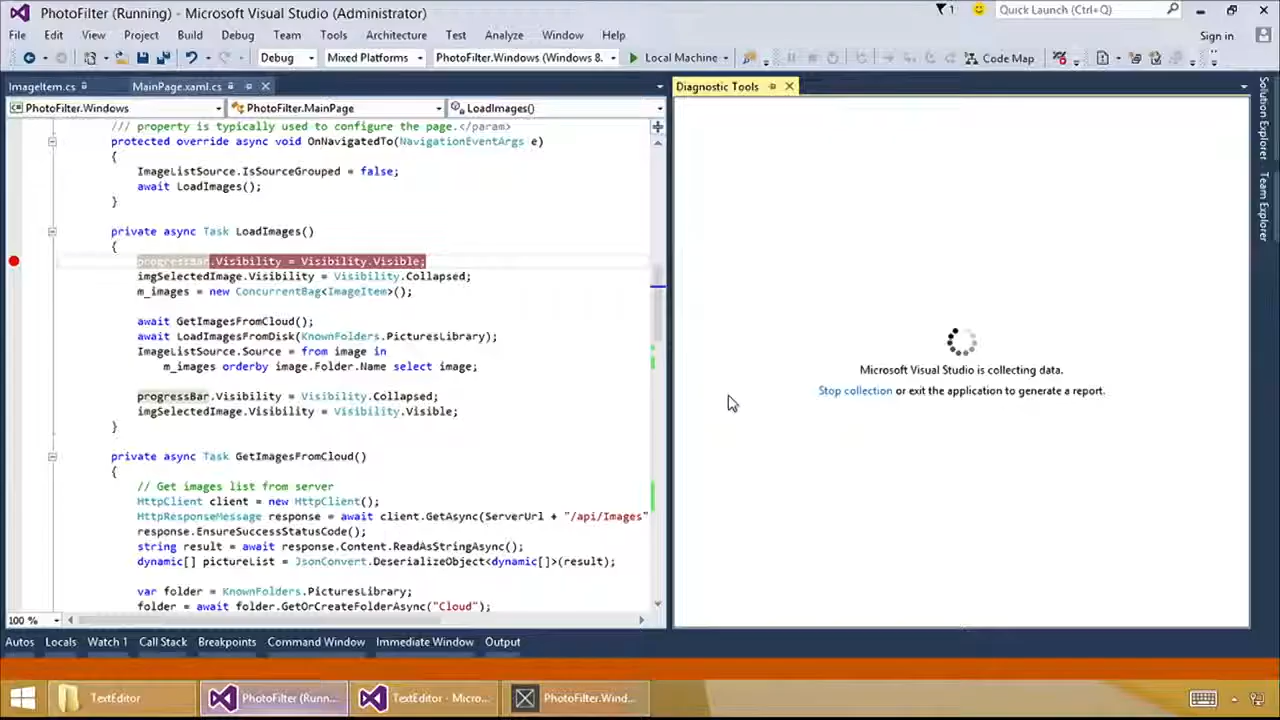 PhotoFilter (Running) - Microsoft Visual Studio (Administrator)
1
Quick Launch (Ctrl+Q)
File Edit View Project Build Debug Team Tools Architecture Test Analyze Window Help
Sign in
Debug Mixed Platforms PhotoFilter.Windows (Windows 8. Local Machine Code Map
ImageItem.cs MainPage.xaml.cs
Diagnostic Tools
PhotoFilter.Windows PhotoFilter.MainPage LoadImages()
/// property is typically used to configure the page.</param>
protected override async void OnNavigatedTo(NavigationEventArgs e)
{
ImageListSource.IsSourceGrouped = false;
await LoadImages();
}
private async Task LoadImages()
{
progressBar.Visibility = Visibility.Visible;
imgSelectedImage.Visibility = Visibility.Collapsed;
m_images = new ConcurrentBag<ImageItem>();
await GetImagesFromCloud();
await LoadImagesFromDisk(KnownFolders.PicturesLibrary);
ImageListSource.Source = from image in
m_images orderby image.Folder.Name select image;
progressBar.Visibility = Visibility.Collapsed;
imgSelectedImage.Visibility = Visibility.Visible;
}
private async Task GetImagesFromCloud()
{
// Get images list from server
HttpClient client = new HttpClient();
HttpResponseMessage response = await client.GetAsync(ServerUrl + "/api/Images"
response.EnsureSuccessStatusCode();
string result = await response.Content.ReadAsStringAsync();
dynamic[] pictureList = JsonConvert.DeserializeObject<dynamic[]>(result);
var folder = KnownFolders.PicturesLibrary;
folder = await folder.GetOrCreateFolderAsync("Cloud");
100 %
Microsoft Visual Studio is collecting data.
Stop collection or exit the application to generate a report.
Solution Explorer
Team Explorer
Autos Locals Watch 1 Call Stack Breakpoints Command Window Immediate Window Output
TextEditor
PhotoFilter (Runn...
TextEditor - Micro...
PhotoFilter.Wind...